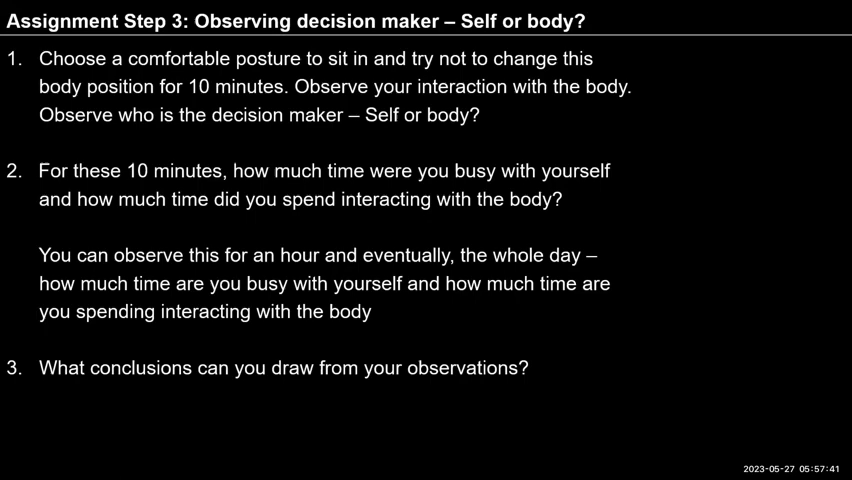 Assignment Step 3: Observing decision maker – Self or body?
1. Choose a comfortable posture to sit in and try not to change this
body position for 10 minutes. Observe your interaction with the body.
Observe who is the decision maker – Self or body?
2. For these 10 minutes, how much time were you busy with yourself
and how much time did you spend interacting with the body?
You can observe this for an hour and eventually, the whole day –
how much time are you busy with yourself and how much time are
you spending interacting with the body
3. What conclusions can you draw from your observations?
2023-05-27 05:57:41